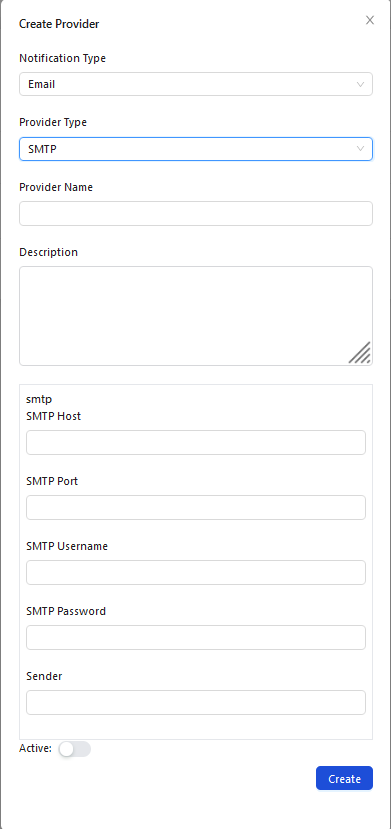 Create Provider
Notification Type
Email
Provider Type
SMTP
Provider Name
Description
smtp
SMTP Host
SMTP Port
SMTP Username
SMTP Password
Sender
Active:
Create